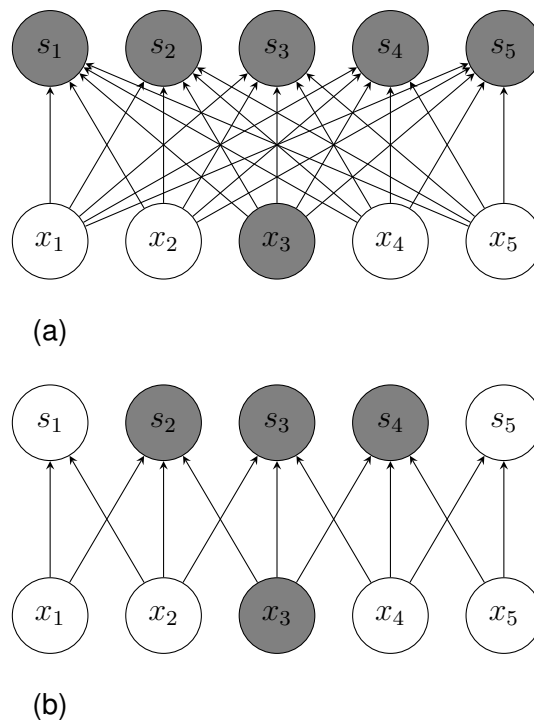 s₁ s₂ s₃ s₄ s₅
x₁ x₂ x₃ x₄ x₅
(a)
s₁ s₂ s₃ s₄ s₅
x₁ x₂ x₃ x₄ x₅
(b)